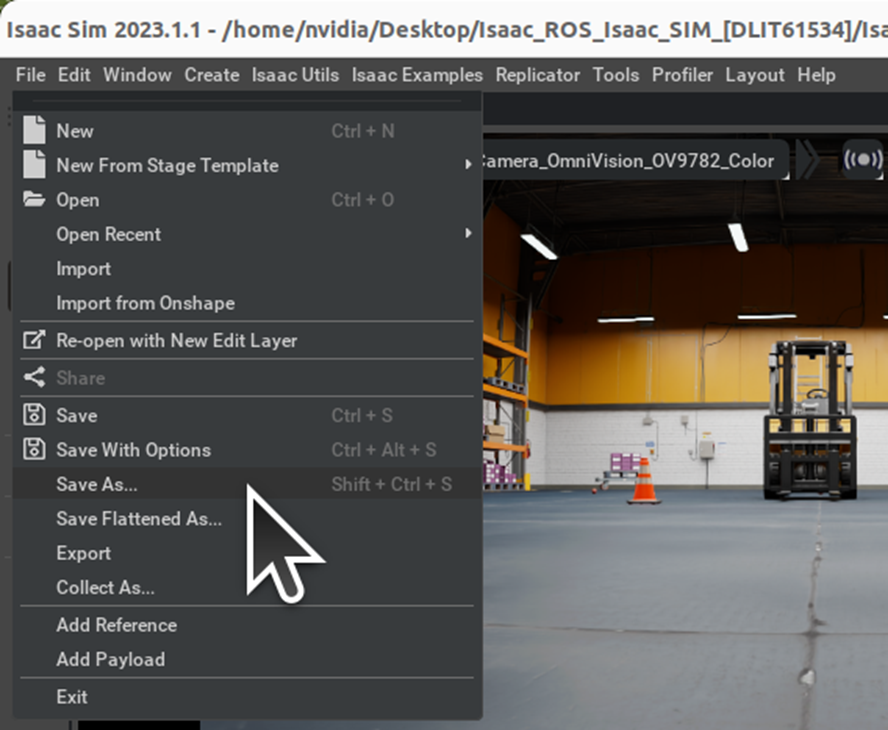 Isaac Sim 2023.1.1 - /home/nvidia/Desktop/Isaac_ROS_Isaac_SIM_[DLIT61534]/Isa
File Edit Window Create Isaac Utils Isaac Examples Replicator Tools Profiler Layout Help
New Ctrl + N
New From Stage Template
Open Ctrl + O
Open Recent
Import
Import from Onshape
Re-open with New Edit Layer
Share
Save Ctrl + S
Save With Options Ctrl + Alt + S
Save As... Shift + Ctrl + S
Save Flattened As...
Export
Collect As...
Add Reference
Add Payload
Exit
Camera_OmniVision_OV9782_Color